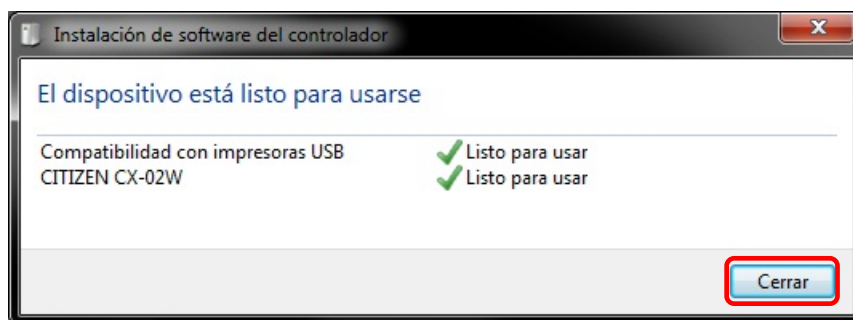 Instalación de software del controlador
El dispositivo está listo para usarse
Compatibilidad con impresoras USB Listo para usar
CITIZEN CX-02W Listo para usar
Cerrar